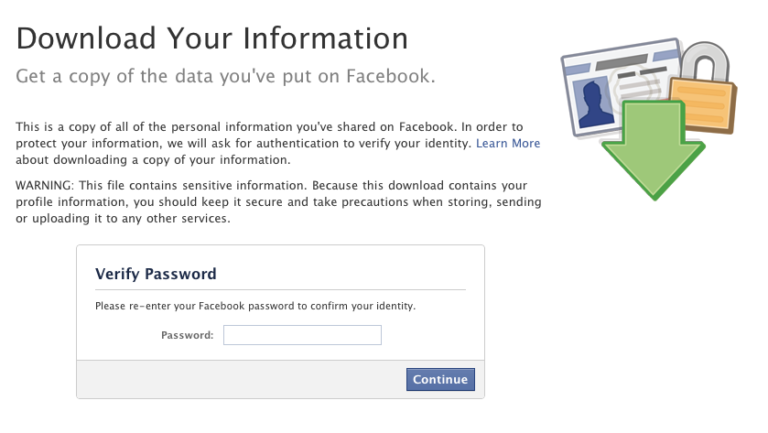 Download Your Information
Get a copy of the data you've put on Facebook.
This is a copy of all of the personal information you've shared on Facebook. In order to
protect your information, we will ask for authentication to verify your identity. Learn More
about downloading a copy of your information.
WARNING: This file contains sensitive information. Because this download contains your
profile information, you should keep it secure and take precautions when storing, sending
or uploading it to any other services.
Verify Password
Please re-enter your Facebook password to confirm your identity.
Password:
Continue